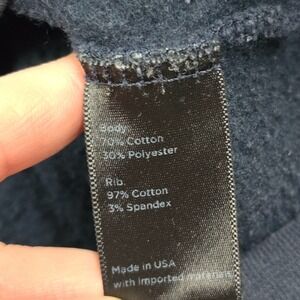 Body
70% Cotton
30% Polyester
Rib
97% Cotton
3% Spandex
Made in USA
with imported materials